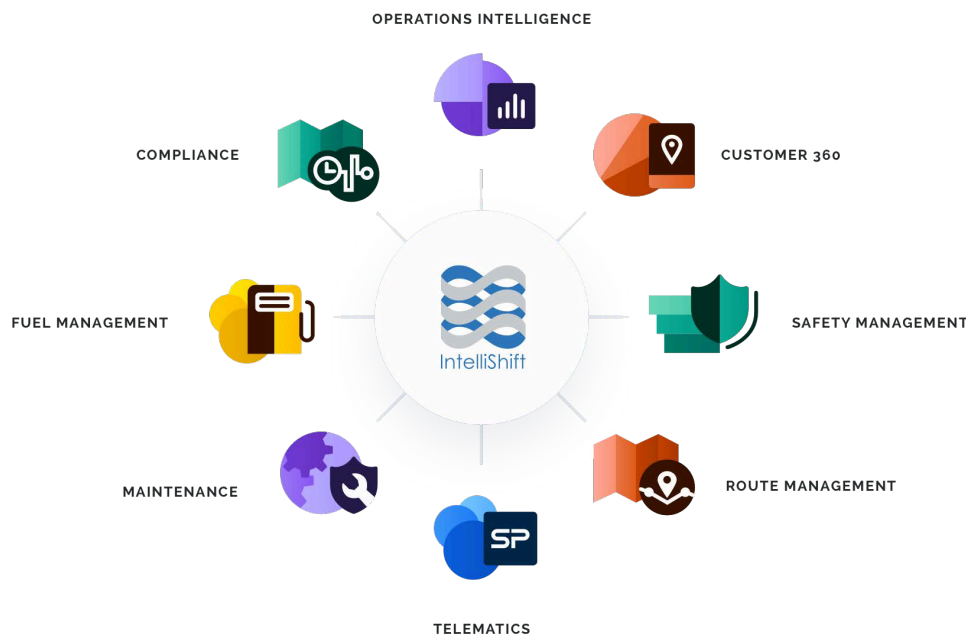 OPERATIONS INTELLIGENCE
COMPLIANCE
CUSTOMER 360
FUEL MANAGEMENT
IntelliShift
SAFETY MANAGEMENT
MAINTENANCE
ROUTE MANAGEMENT
SP
TELEMATICS